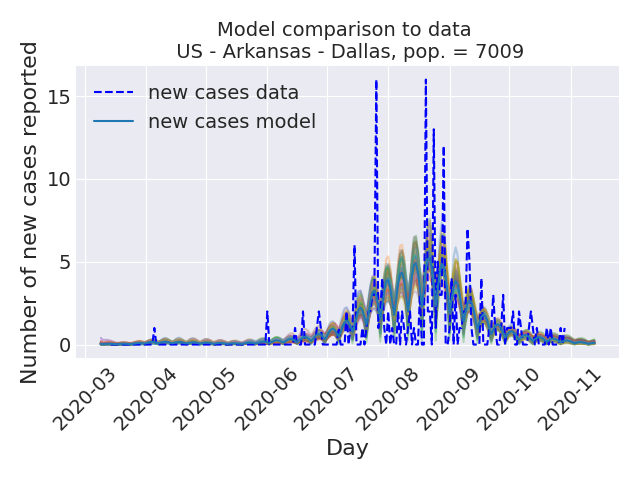 Model comparison to data
US - Arkansas - Dallas, pop. = 7009
Number of new cases reported
15
10
5
0
new cases data
new cases model
2020-03
2020-04
2020-05
2020-06
2020-07
2020-08
2020-09
2020-10
2020-11
Day